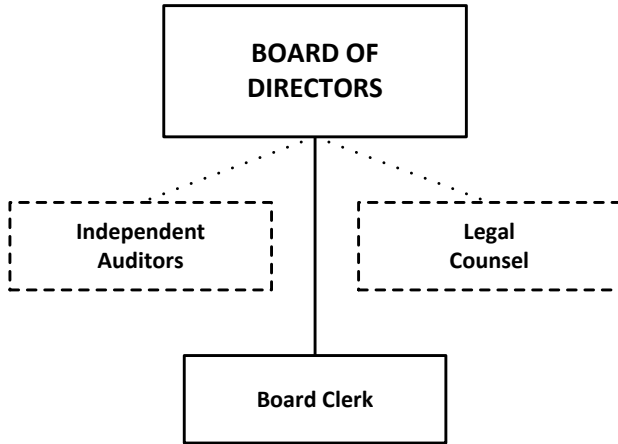 BOARD OF
DIRECTORS
Independent
Auditors
Legal
Counsel
Board Clerk